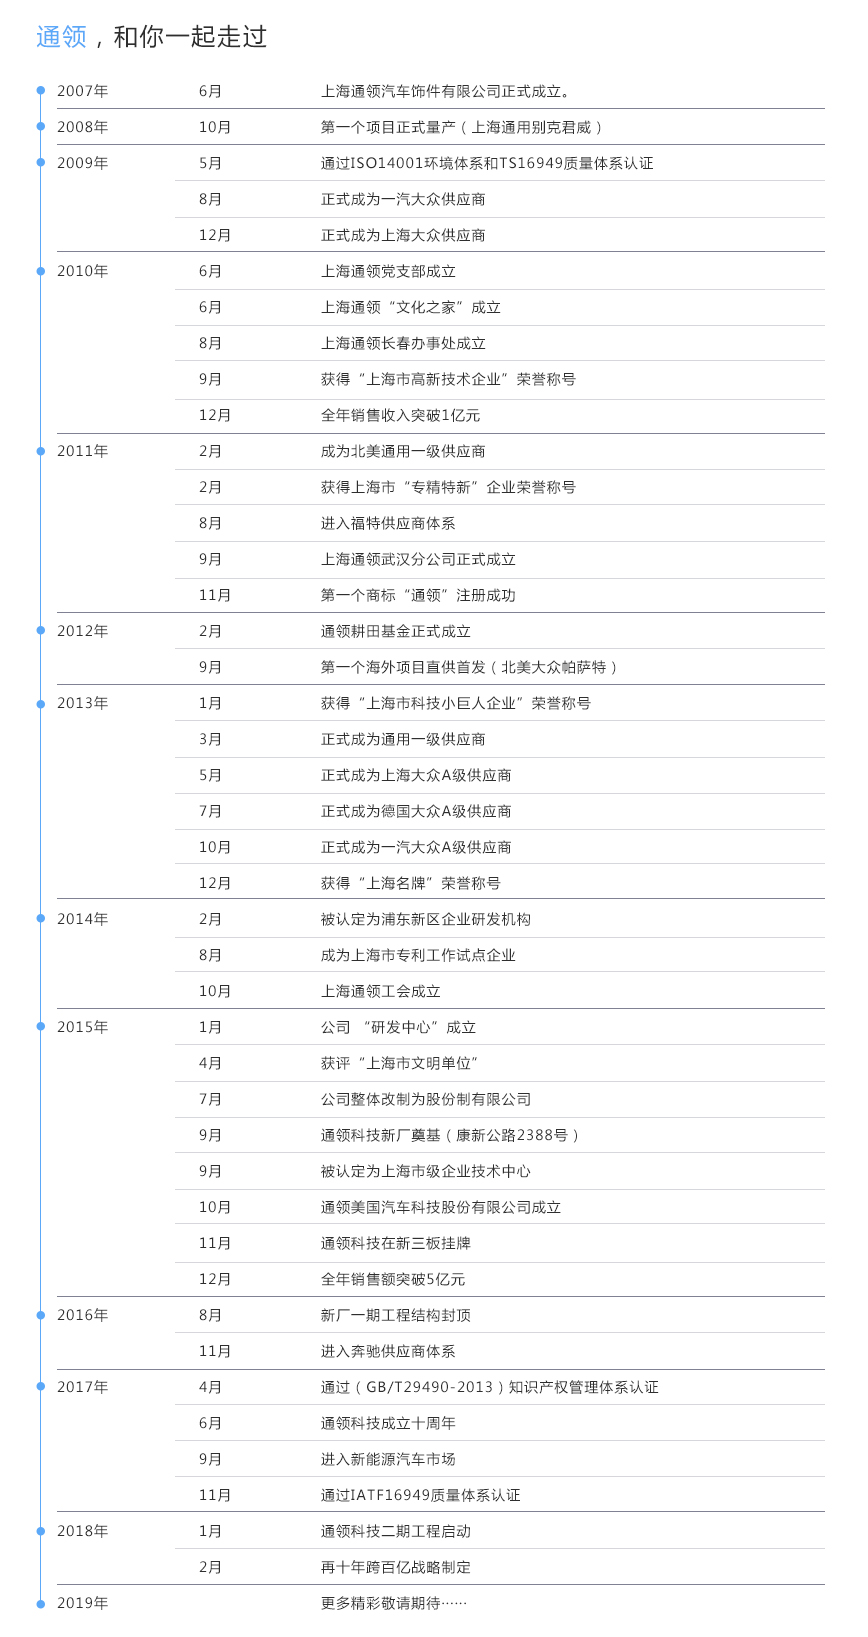 通领，和你一起走过
2007年 6月 上海通领汽车饰件有限公司正式成立。
2008年 10月 第一个项目正式量产（上海通用别克君威）
2009年 5月 通过ISO14001环境体系和TS16949质量体系认证
8月 正式成为一汽大众供应商
12月 正式成为上海大众供应商
2010年 6月 上海通领党支部成立
6月 上海通领“文化之家”成立
8月 上海通领长春办事处成立
9月 获得“上海市高新技术企业”荣誉称号
12月 全年销售收入突破1亿元
2011年 2月 成为北美通用一级供应商
2月 获得上海市“专精特新”企业荣誉称号
8月 进入福特供应商体系
9月 上海通领武汉分公司正式成立
11月 第一个商标“通领”注册成功
2012年 2月 通领耕田基金正式成立
9月 第一个海外项目直供首发（北美大众帕萨特）
2013年 1月 获得“上海市科技小巨人企业”荣誉称号
3月 正式成为通用一级供应商
5月 正式成为上海大众A级供应商
7月 正式成为德国大众A级供应商
10月 正式成为一汽大众A级供应商
12月 获得“上海名牌”荣誉称号
2014年 2月 被认定为浦东新区企业研发机构
8月 成为上海市专利工作试点企业
10月 上海通领工会成立
2015年 1月 公司 “研发中心”成立
4月 获评“上海市文明单位”
7月 公司整体改制为股份制有限公司
9月 通领科技新厂奠基（康新公路2388号）
9月 被认定为上海市级企业技术中心
10月 通领美国汽车科技股份有限公司成立
11月 通领科技在新三板挂牌
12月 全年销售额突破5亿元
2016年 8月 新厂一期工程结构封顶
11月 进入奔驰供应商体系
2017年 4月 通过（GB/T29490-2013）知识产权管理体系认证
6月 通领科技成立十周年
9月 进入新能源汽车市场
11月 通过IATF16949质量体系认证
2018年 1月 通领科技二期工程启动
2月 再十年跨百亿战略制定
2019年 更多精彩敬请期待……